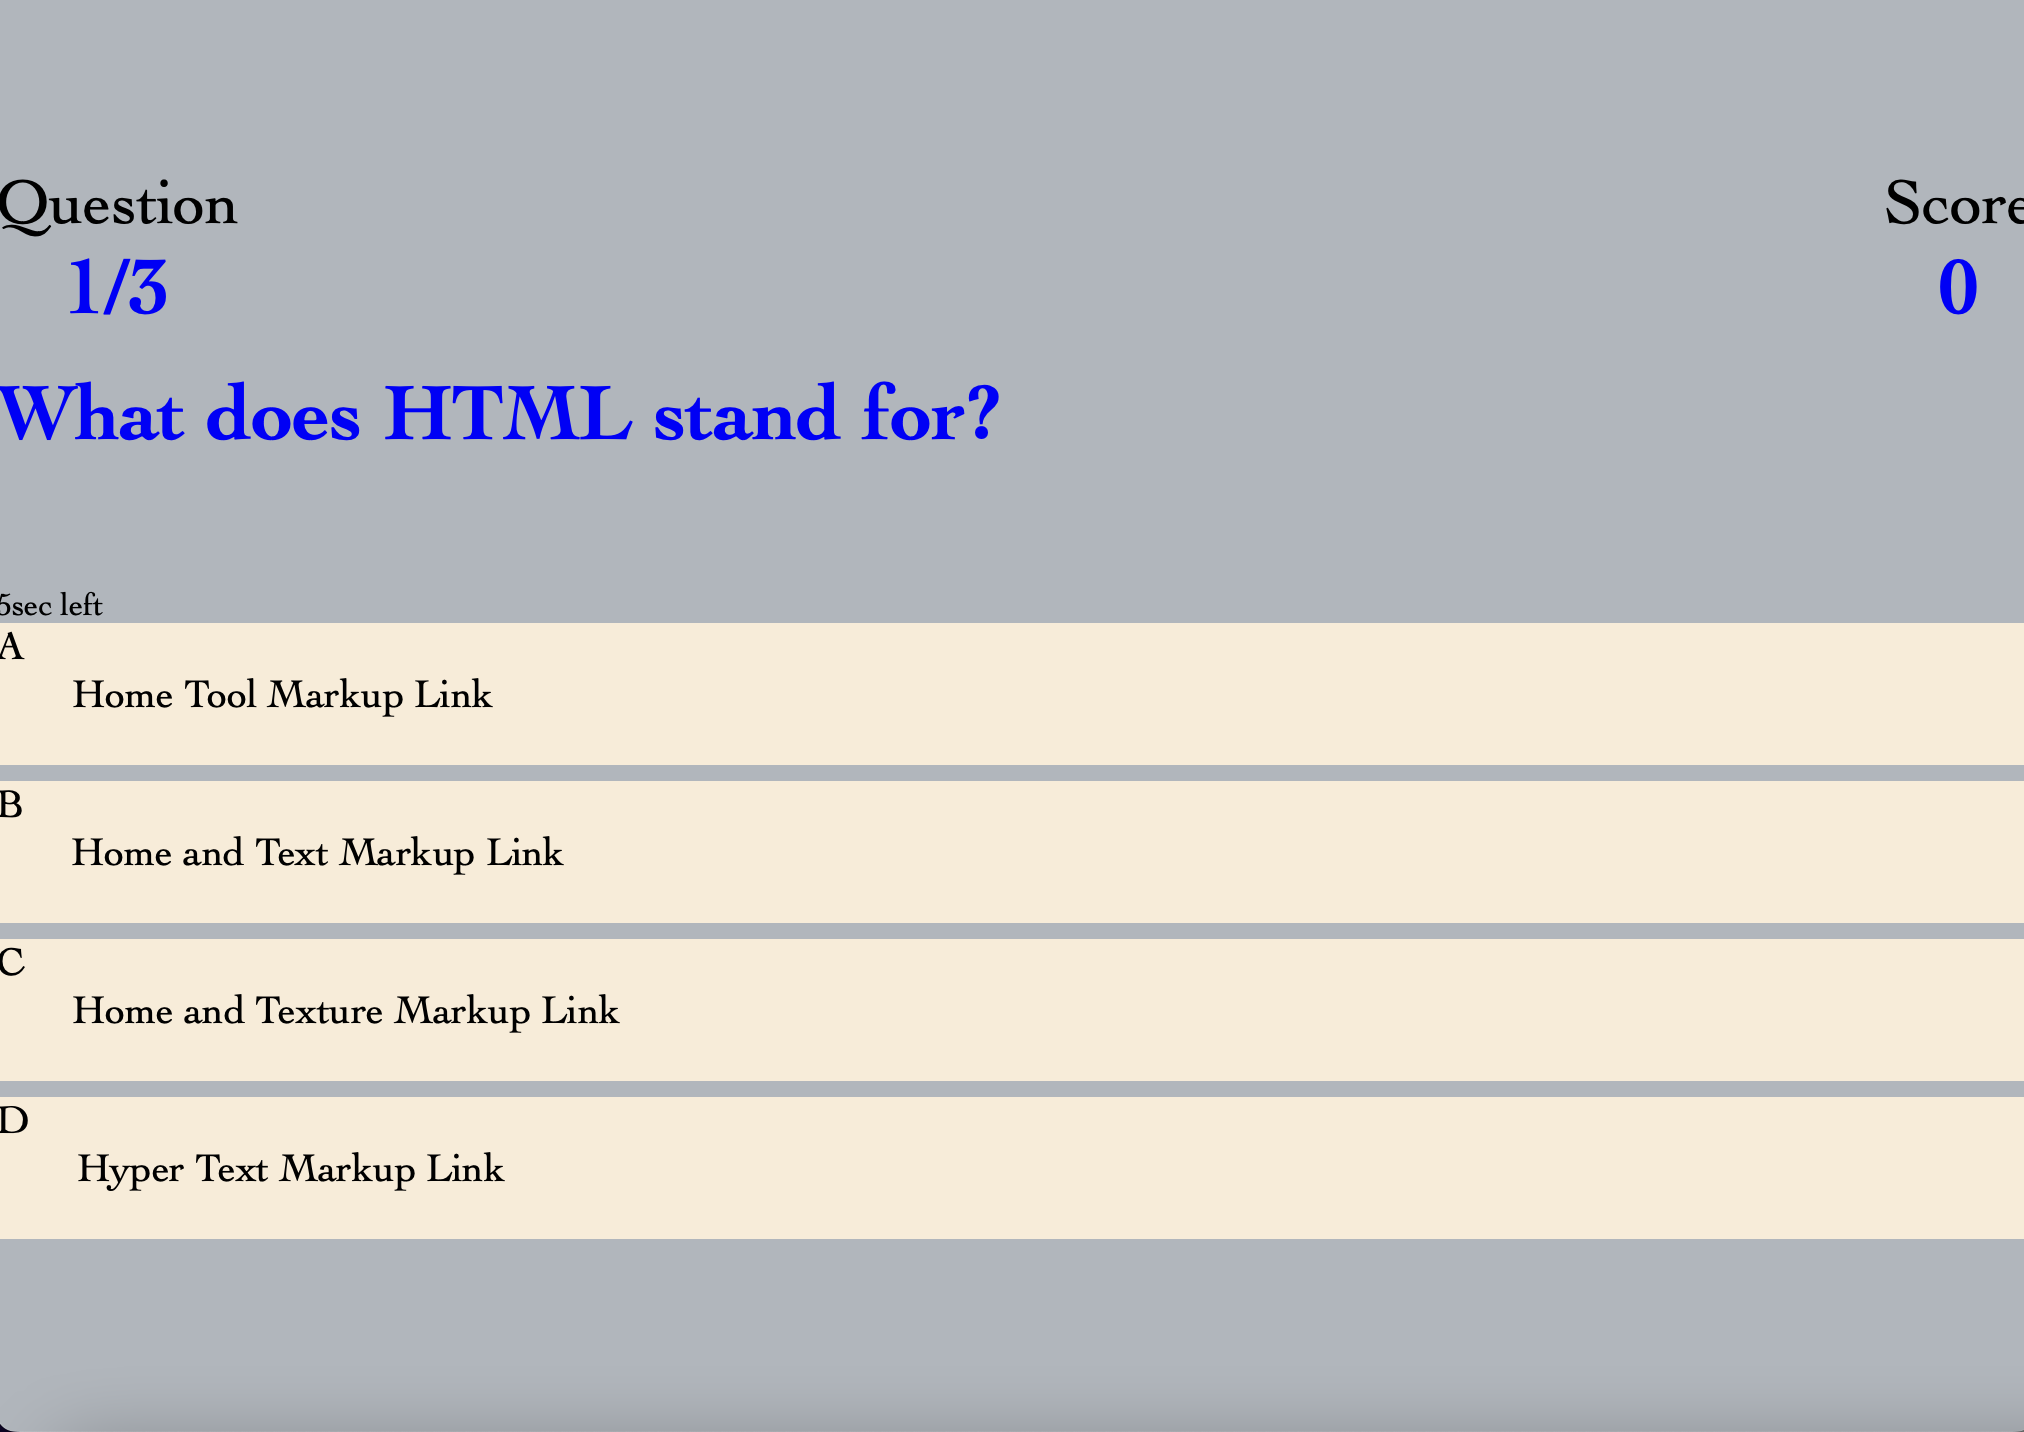 Question
Score
1/3
0
What does HTML stand for?
5sec left
A
Home Tool Markup Link
B
Home and Text Markup Link
C
Home and Texture Markup Link
D
Hyper Text Markup Link